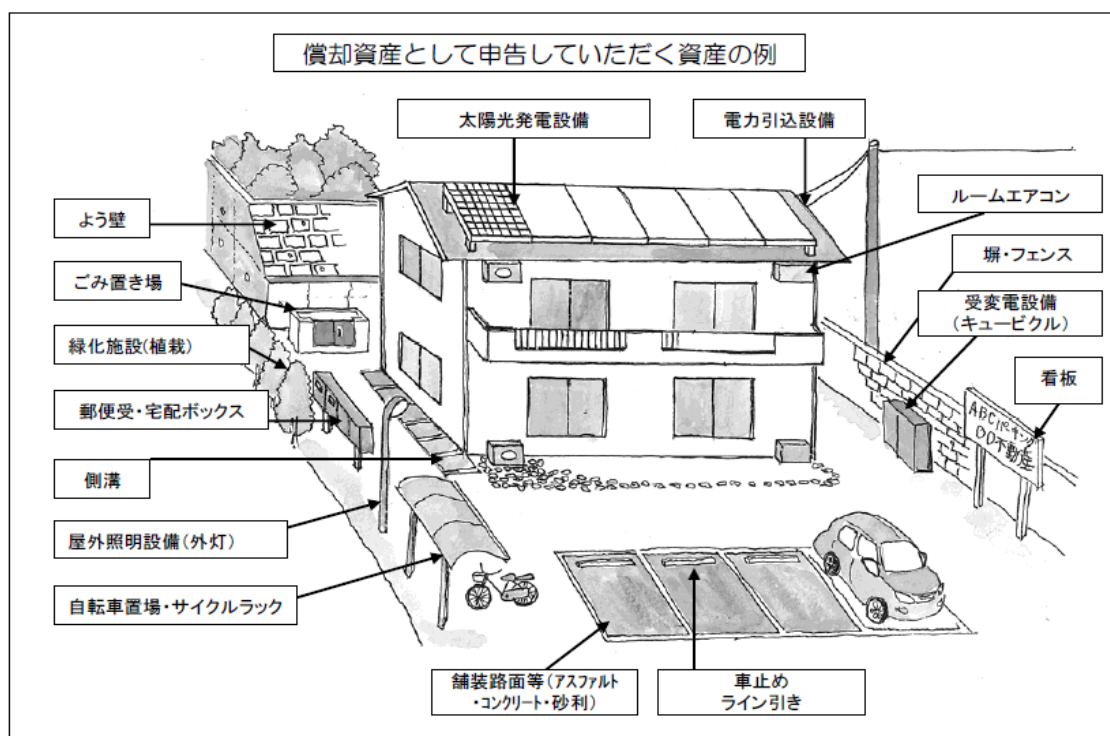 償却資産として申告していただく資産の例
太陽光発電設備
電力引込設備
ルームエアコン
よう壁
塀・フェンス
ごみ置き場
受変電設備
(キュービクル)
緑化施設(植栽)
看板
郵便受・宅配ボックス
ABCパーキング
〇〇不動産
側溝
屋外照明設備(外灯)
自転車置場・サイクルラック
舗装路面等(アスファルト
・コンクリート・砂利)
車止め
ライン引き